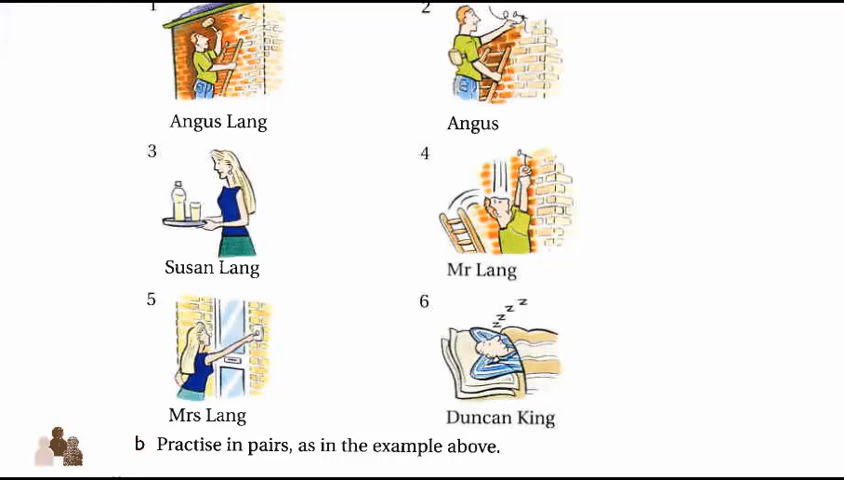 1
2
Angus Lang
Angus
3
4
Susan Lang
Mr Lang
5
6
z z z z
Mrs Lang
Duncan King
b Practise in pairs, as in the example above.